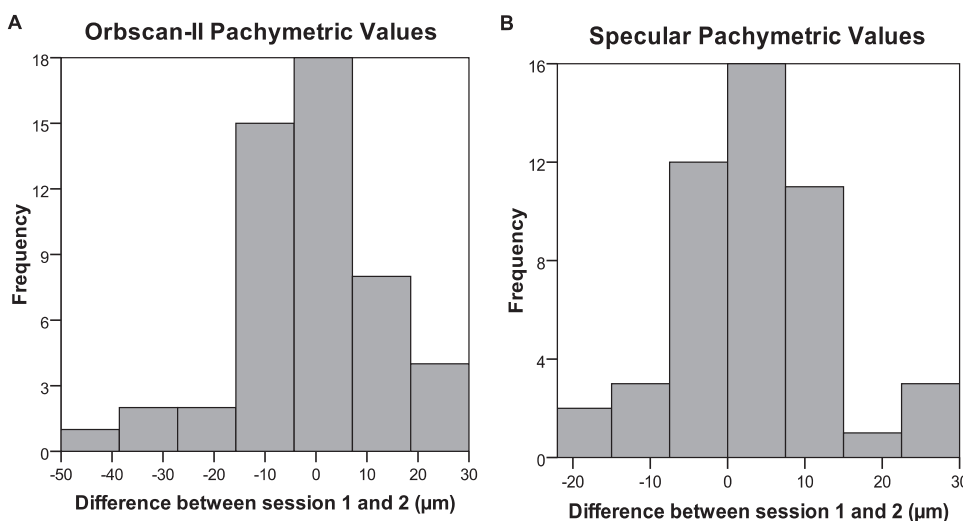 A
Orbscan-II Pachymetric Values
18
15
12
9
6
3
0
Frequency
-50 -40 -30 -20 -10 0 10 20 30
Difference between session 1 and 2 (µm)
B
Specular Pachymetric Values
16
12
8
4
0
Frequency
-20 -10 0 10 20 30
Difference between session 1 and 2 (µm)